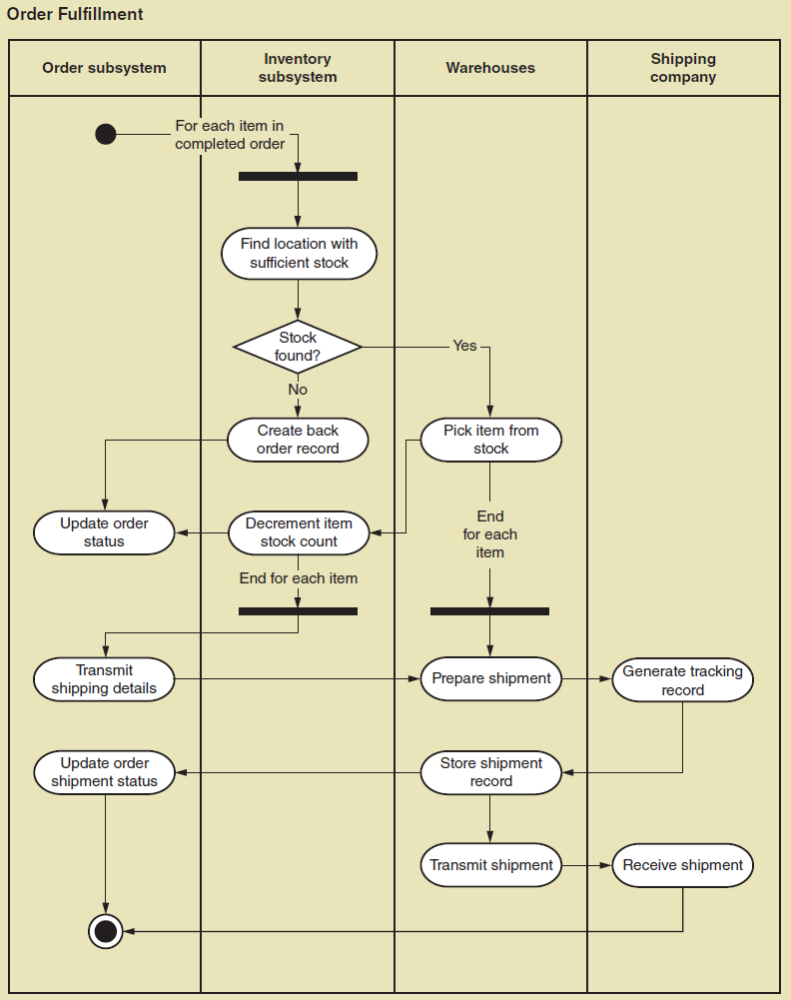 Order Fulfillment
Order subsystem
Inventory
subsystem
Warehouses
Shipping
company
For each item in
completed order
Find location with
sufficient stock
Stock
found?
Yes
No
Create back
order record
Pick item from
stock
Update order
status
Decrement item
stock count
End
for each
item
End for each item
Transmit
shipping details
Prepare shipment
Generate tracking
record
Update order
shipment status
Store shipment
record
Transmit shipment
Receive shipment